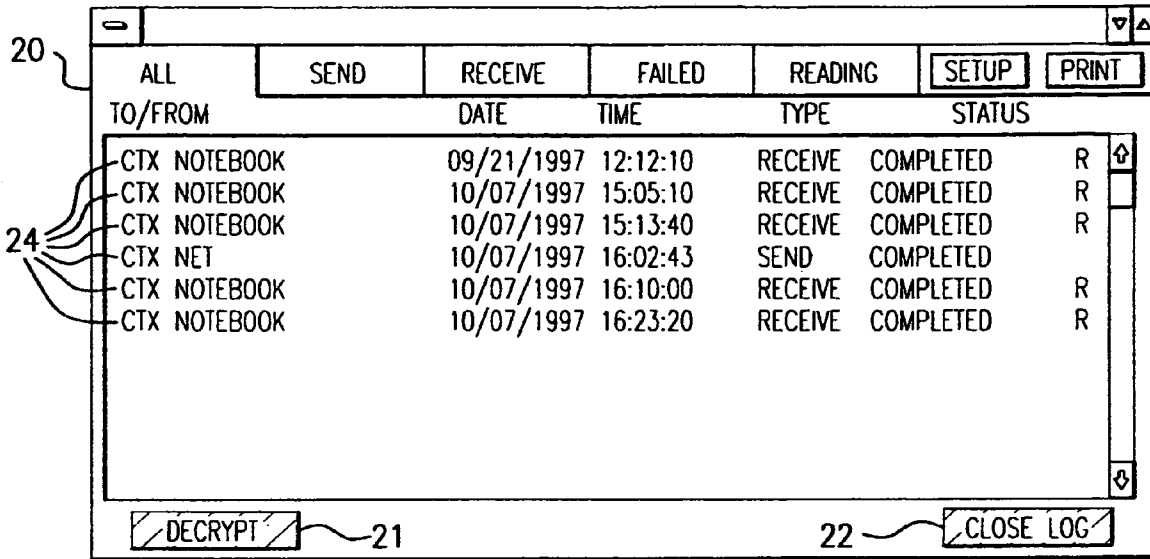 20
ALL SEND RECEIVE FAILED READING SETUP PRINT
TO/FROM DATE TIME TYPE STATUS
CTX NOTEBOOK 09/21/1997 12:12:10 RECEIVE COMPLETED R
CTX NOTEBOOK 10/07/1997 15:05:10 RECEIVE COMPLETED R
24 CTX NOTEBOOK 10/07/1997 15:13:40 RECEIVE COMPLETED R
CTX NET 10/07/1997 16:02:43 SEND COMPLETED
CTX NOTEBOOK 10/07/1997 16:10:00 RECEIVE COMPLETED R
CTX NOTEBOOK 10/07/1997 16:23:20 RECEIVE COMPLETED R
DECRYPT 21 22 CLOSE LOG